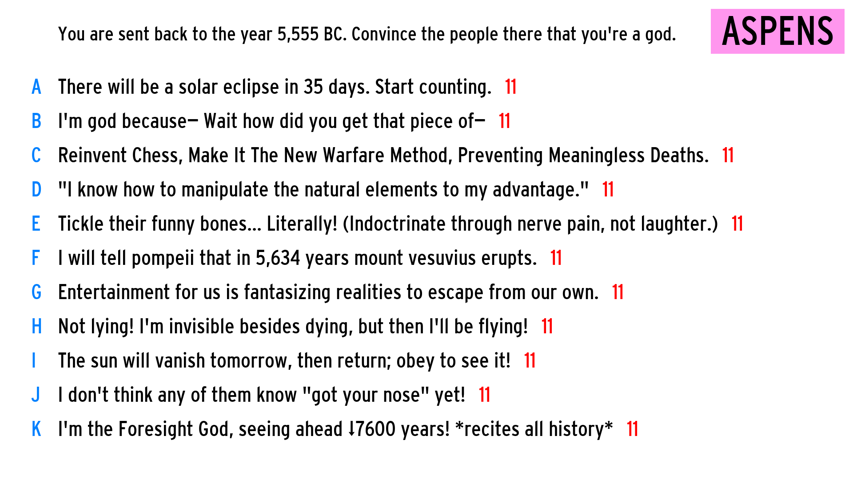 You are sent back to the year 5,555 BC. Convince the people there that you're a god.
ASPENS
A There will be a solar eclipse in 35 days. Start counting. 11
B I'm god because– Wait how did you get that piece of– 11
C Reinvent Chess, Make It The New Warfare Method, Preventing Meaningless Deaths. 11
D "I know how to manipulate the natural elements to my advantage." 11
E Tickle their funny bones... Literally! (Indoctrinate through nerve pain, not laughter.) 11
F I will tell pompeii that in 5,634 years mount vesuvius erupts. 11
G Entertainment for us is fantasizing realities to escape from our own. 11
H Not lying! I'm invisible besides dying, but then I'll be flying! 11
I The sun will vanish tomorrow, then return; obey to see it! 11
J I don't think any of them know "got your nose" yet! 11
K I'm the Foresight God, seeing ahead ⇂7600 years! *recites all history* 11